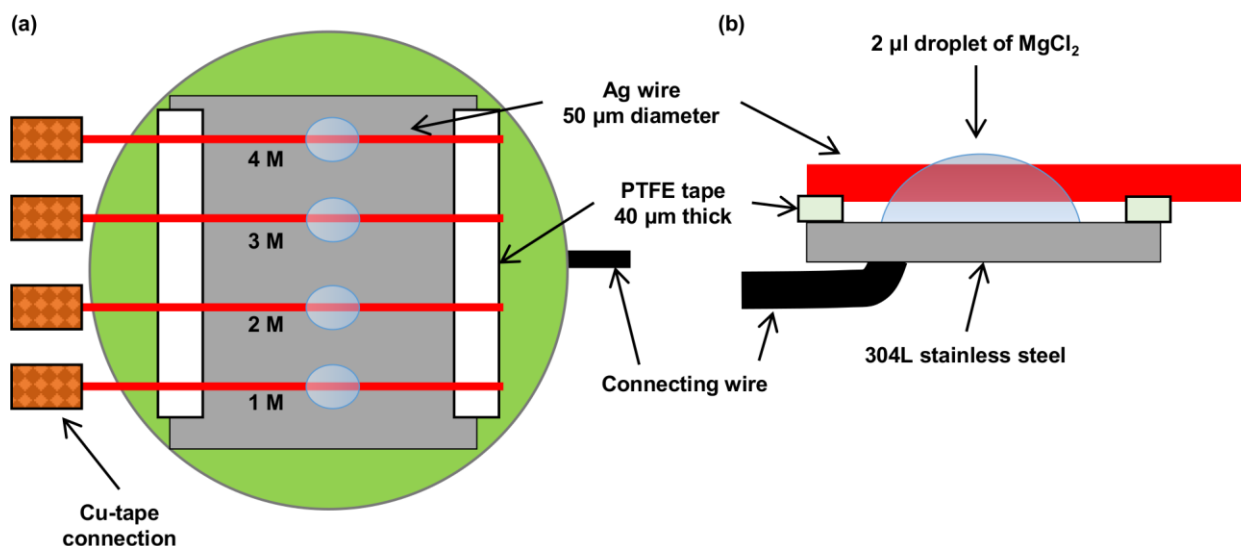 (a)
4 M
3 M
2 M
1 M
Cu-tape
connection
Ag wire
50 µm diameter
PTFE tape
40 µm thick
Connecting wire
(b)
2 µl droplet of MgCl₂
304L stainless steel